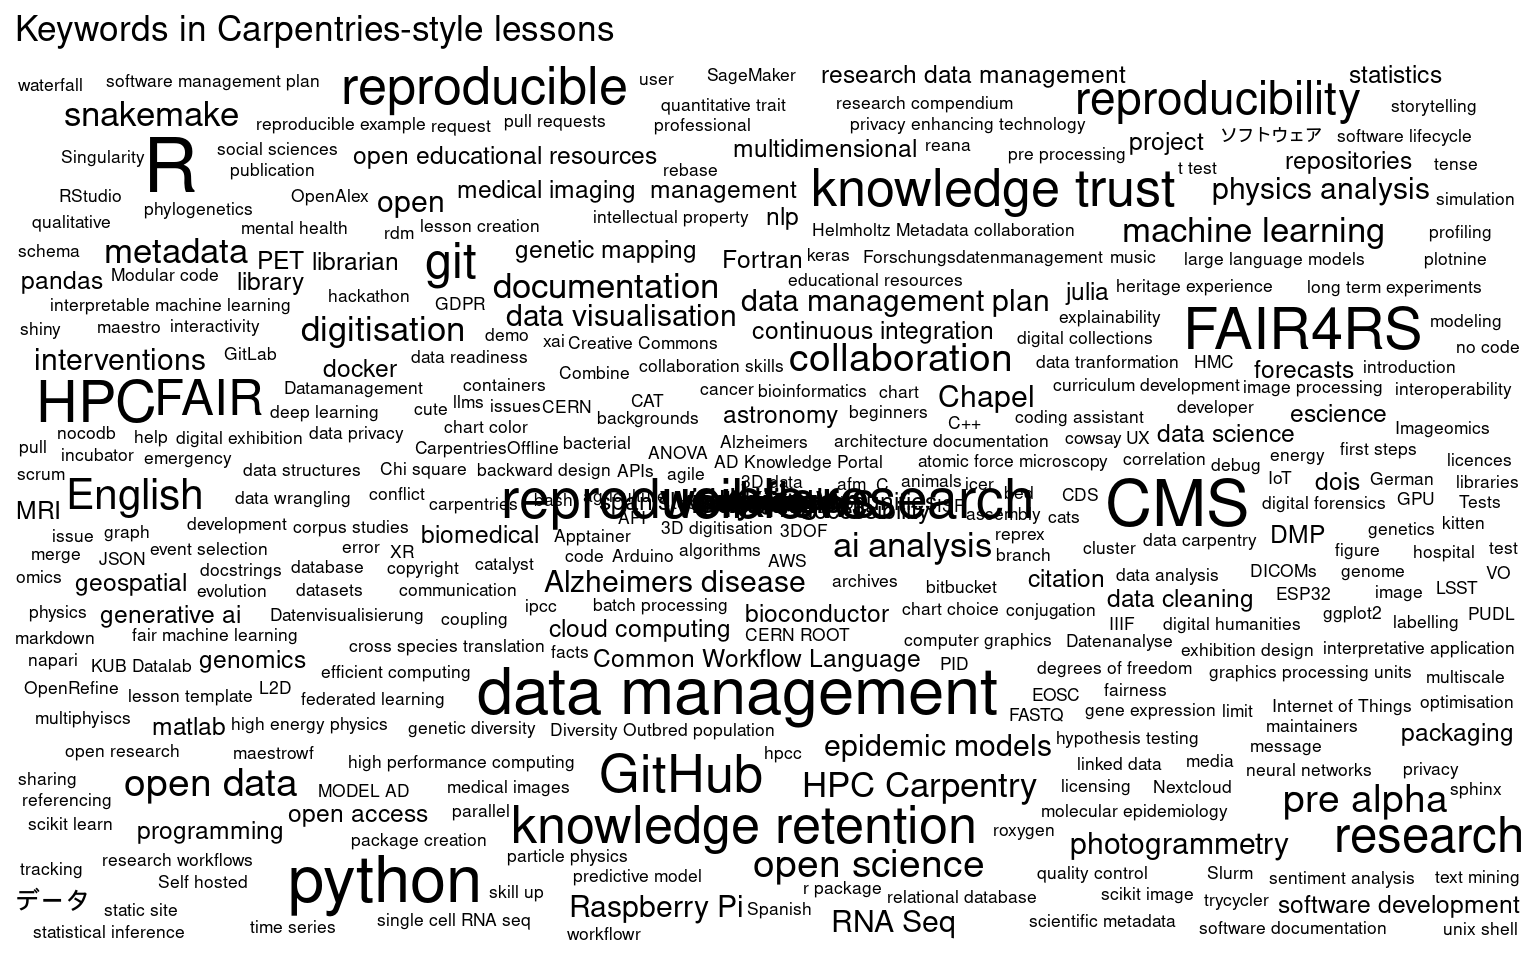 Keywords in Carpentries-style lessons
waterfall software management plan reproducible user SageMaker research data management statistics
snakemake quantitative trait research compendium reproducibility storytelling
reproducible example request pull requests professional privacy enhancing technology
R social sciences open educational resources multidimensional reana pre processing project ソフトウェア software lifecycle
Singularity publication rebase t test repositories tense
RStudio OpenAlex open medical imaging management knowledge trust physics analysis simulation
qualitative phylogenetics mental health rdm lesson creation intellectual property nlp Helmholtz Metadata collaboration machine learning profiling
schema metadata PET librarian git genetic mapping Fortran keras Forschungsdatenmanagement music large language models plotnine
pandas Modular code library documentation educational resources julia heritage experience long term experiments
interpretable machine learning hackathon GDPR data visualisation data management plan explainability FAIR4RS modeling
shiny maestro interactivity digitisation demo xai Creative Commons continuous integration digital collections no code
interventions GitLab docker data readiness Combine collaboration skills collaboration data tranformation HMC forecasts introduction
HPC FAIR Datamanagement containers cancer bioinformatics chart Chapel curriculum development image processing interoperability
deep learning cute llms issues CERN CAT backgrounds astronomy beginners C++ coding assistant developer escience
pull nocodb help digital exhibition data privacy chart color CarpentriesOffline bacterial Alzheimers architecture documentation cowsay UX data science Imageomics
incubator emergency ANOVA AD Knowledge Portal atomic force microscopy correlation debug energy first steps licences
scrum data structures Chi square backward design APIs agile 3D data afm C animals icer bed IoT dois German libraries
MRI English data wrangling conflict carpentries bash CDS CMS digital forensics GPU Tests
issue graph development corpus studies biomedical API 3D digitisation 3DOF assembly cats genetics kitten
merge JSON event selection error XR Apptainer code Arduino algorithms AWS ai analysis reprex branch cluster data carpentry DMP figure hospital test
omics geospatial docstrings database copyright catalyst Alzheimers disease archives bitbucket citation data analysis DICOMs genome VO
evolution datasets communication ESP32 image LSST
physics generative ai Datenvisualisierung coupling ipcc batch processing bioconductor chart choice conjugation data cleaning IIIF digital humanities ggplot2 labelling PUDL
markdown fair machine learning cross species translation facts cloud computing CERN ROOT computer graphics Datenanalyse exhibition design interpretative application
napari KUB Datalab genomics efficient computing Common Workflow Language PID degrees of freedom graphics processing units multiscale
OpenRefine lesson template L2D federated learning data management EOSC FASTQ fairness gene expression limit Internet of Things optimisation
multiphyiscs matlab high energy physics genetic diversity Diversity Outbred population maintainers packaging
open research maestrowf high performance computing hpcc epidemic models hypothesis testing message
sharing open data MODEL AD medical images GitHub HPC Carpentry linked data media neural networks privacy
referencing licensing Nextcloud pre alpha sphinx
scikit learn programming open access parallel knowledge retention roxygen molecular epidemiology research
package creation photogrammetry
tracking research workflows python particle physics open science quality control Slurm sentiment analysis text mining
データ Self hosted skill up predictive model r package relational database scikit image trycycler software development
static site Raspberry Pi Spanish RNA Seq scientific metadata
statistical inference time series single cell RNA seq workflowr software documentation unix shell